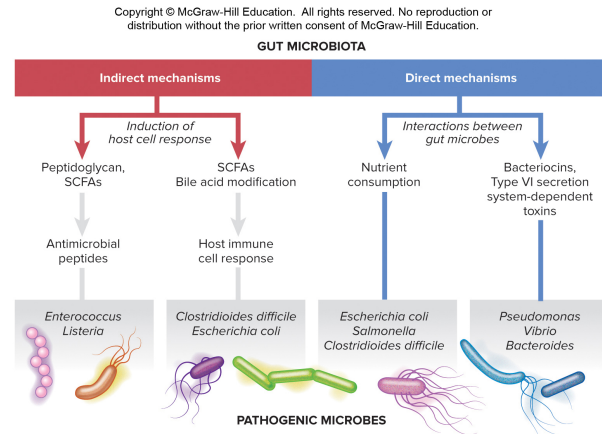 Copyright © McGraw-Hill Education. All rights reserved. No reproduction or
distribution without the prior written consent of McGraw-Hill Education.
GUT MICROBIOTA
Indirect mechanisms
Direct mechanisms
Induction of
host cell response
Interactions between
gut microbes
Peptidoglycan,
SCFAs
SCFAs
Bile acid modification
Nutrient
consumption
Bacteriocins,
Type VI secretion
system-dependent
toxins
Antimicrobial
peptides
Host immune
cell response
Enterococcus
Listeria
Clostridioides difficile
Escherichia coli
Escherichia coli
Salmonella
Clostridioides difficile
Pseudomonas
Vibrio
Bacteroides
PATHOGENIC MICROBES